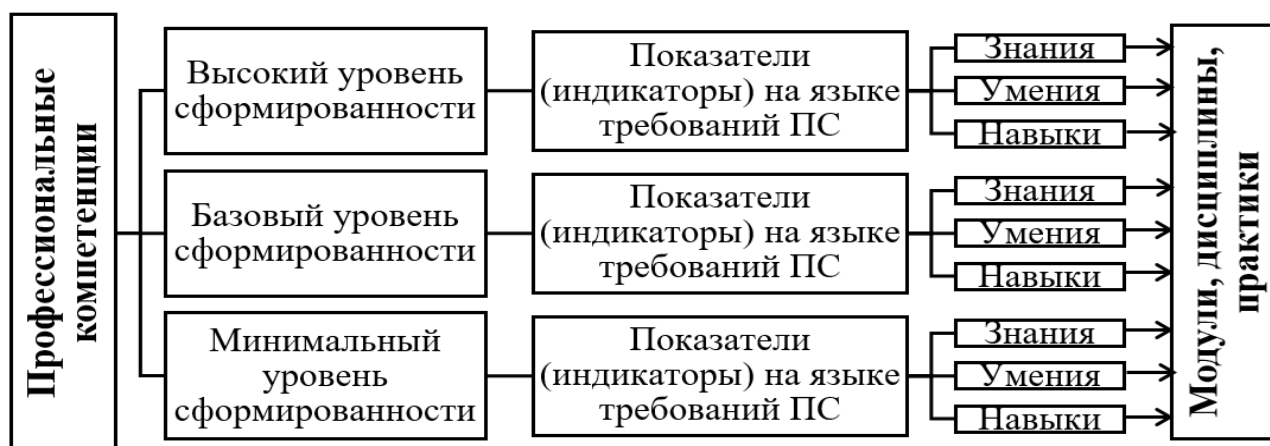 Профессиональные
компетенции
Высокий уровень
сформированности
Показатели
(индикаторы) на языке
требований ПС
Знания
Умения
Навыки
Базовый уровень
сформированности
Показатели
(индикаторы) на языке
требований ПС
Знания
Умения
Навыки
Минимальный
уровень
сформированности
Показатели
(индикаторы) на языке
требований ПС
Знания
Умения
Навыки
Модули, дисциплины,
практики